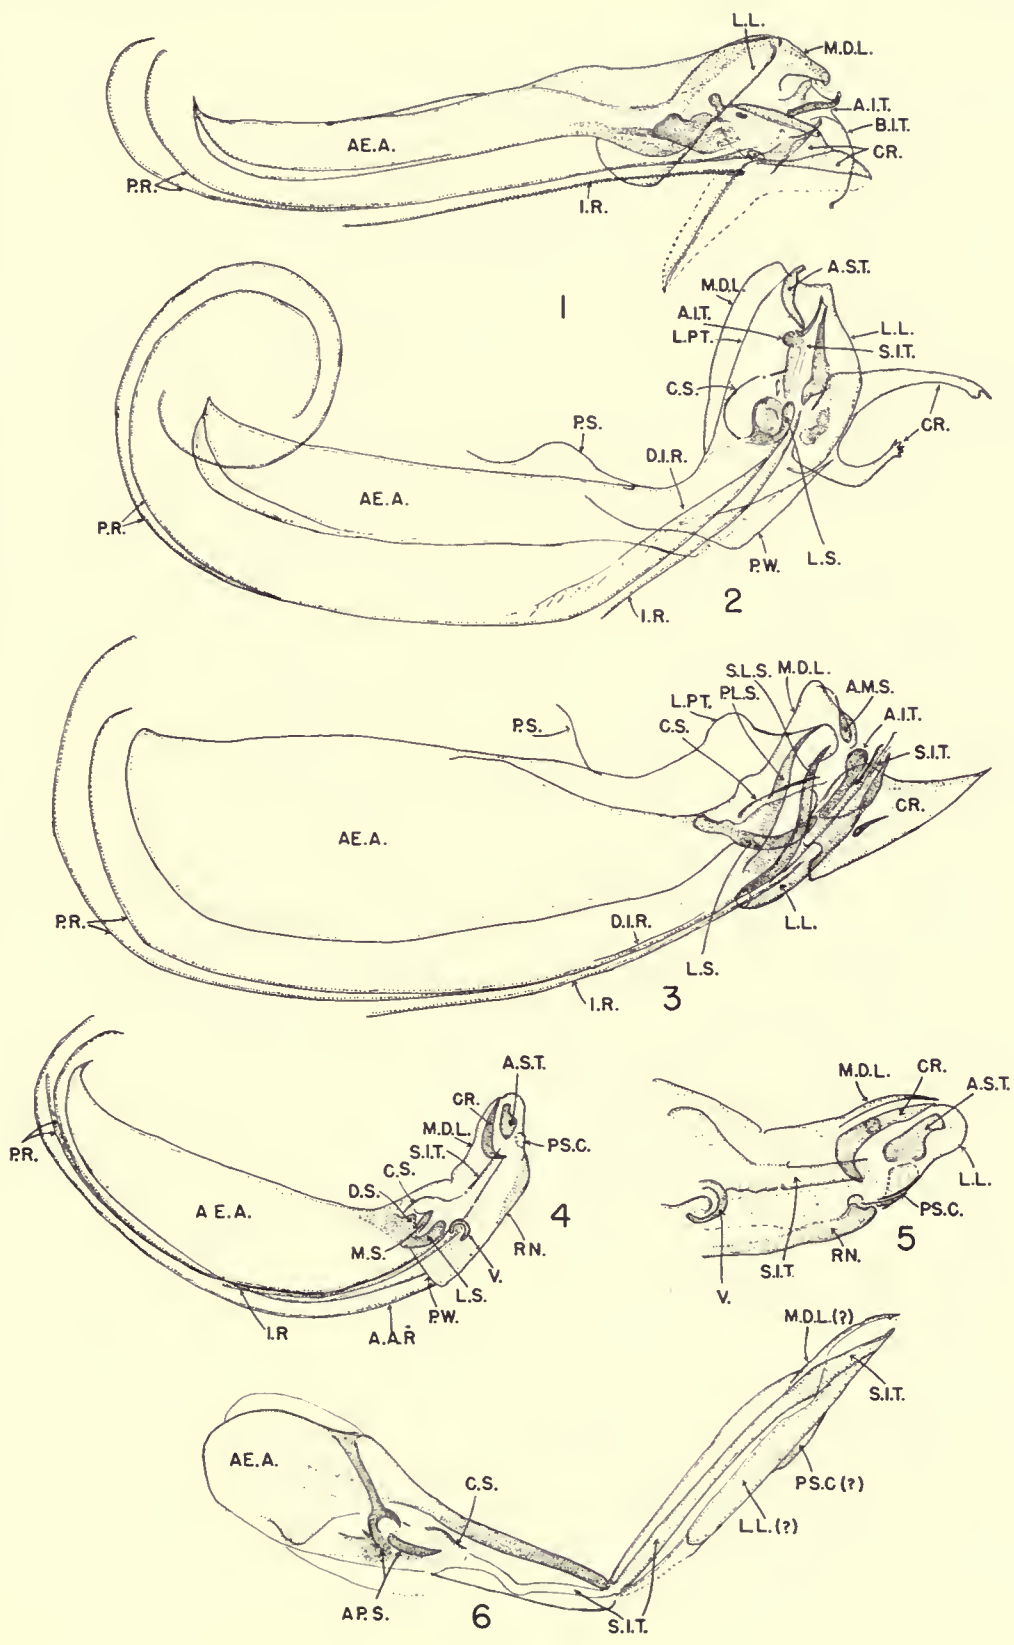 L.L.
M.D.L.
A.I.T.
B.I.T.
CR.
AE.A.
P.R.
I.R.
1
A.S.T.
M.D.L.
A.I.T.
L.PT.
L.L.
S.I.T.
C.S.
CR.
P.S.
D.I.R.
AE.A.
P.R.
P.W.
L.S.
I.R.
2
S.L.S.
M.D.L.
P.L.S.
A.M.S.
L.PT.
A.I.T.
P.S.
C.S.
S.I.T.
CR.
AE.A.
P.R.
D.I.R.
L.L.
L.S.
I.R.
3
A.S.T.
CR.
M.D.L.
S.I.T.
PS.C.
C.S.
D.S.
P.R.
AE.A.
4
M.S.
RN.
V.
L.S.
P.W.
I.R
A.A.R
M.D.L.
CR.
A.S.T.
L.L.
PS.C.
5
RN.
S.I.T.
V.
M.D.L.(?)
S.I.T.
AE.A.
C.S.
PS.C(?)
L.L.(?)
AP.S.
6
S.I.T.